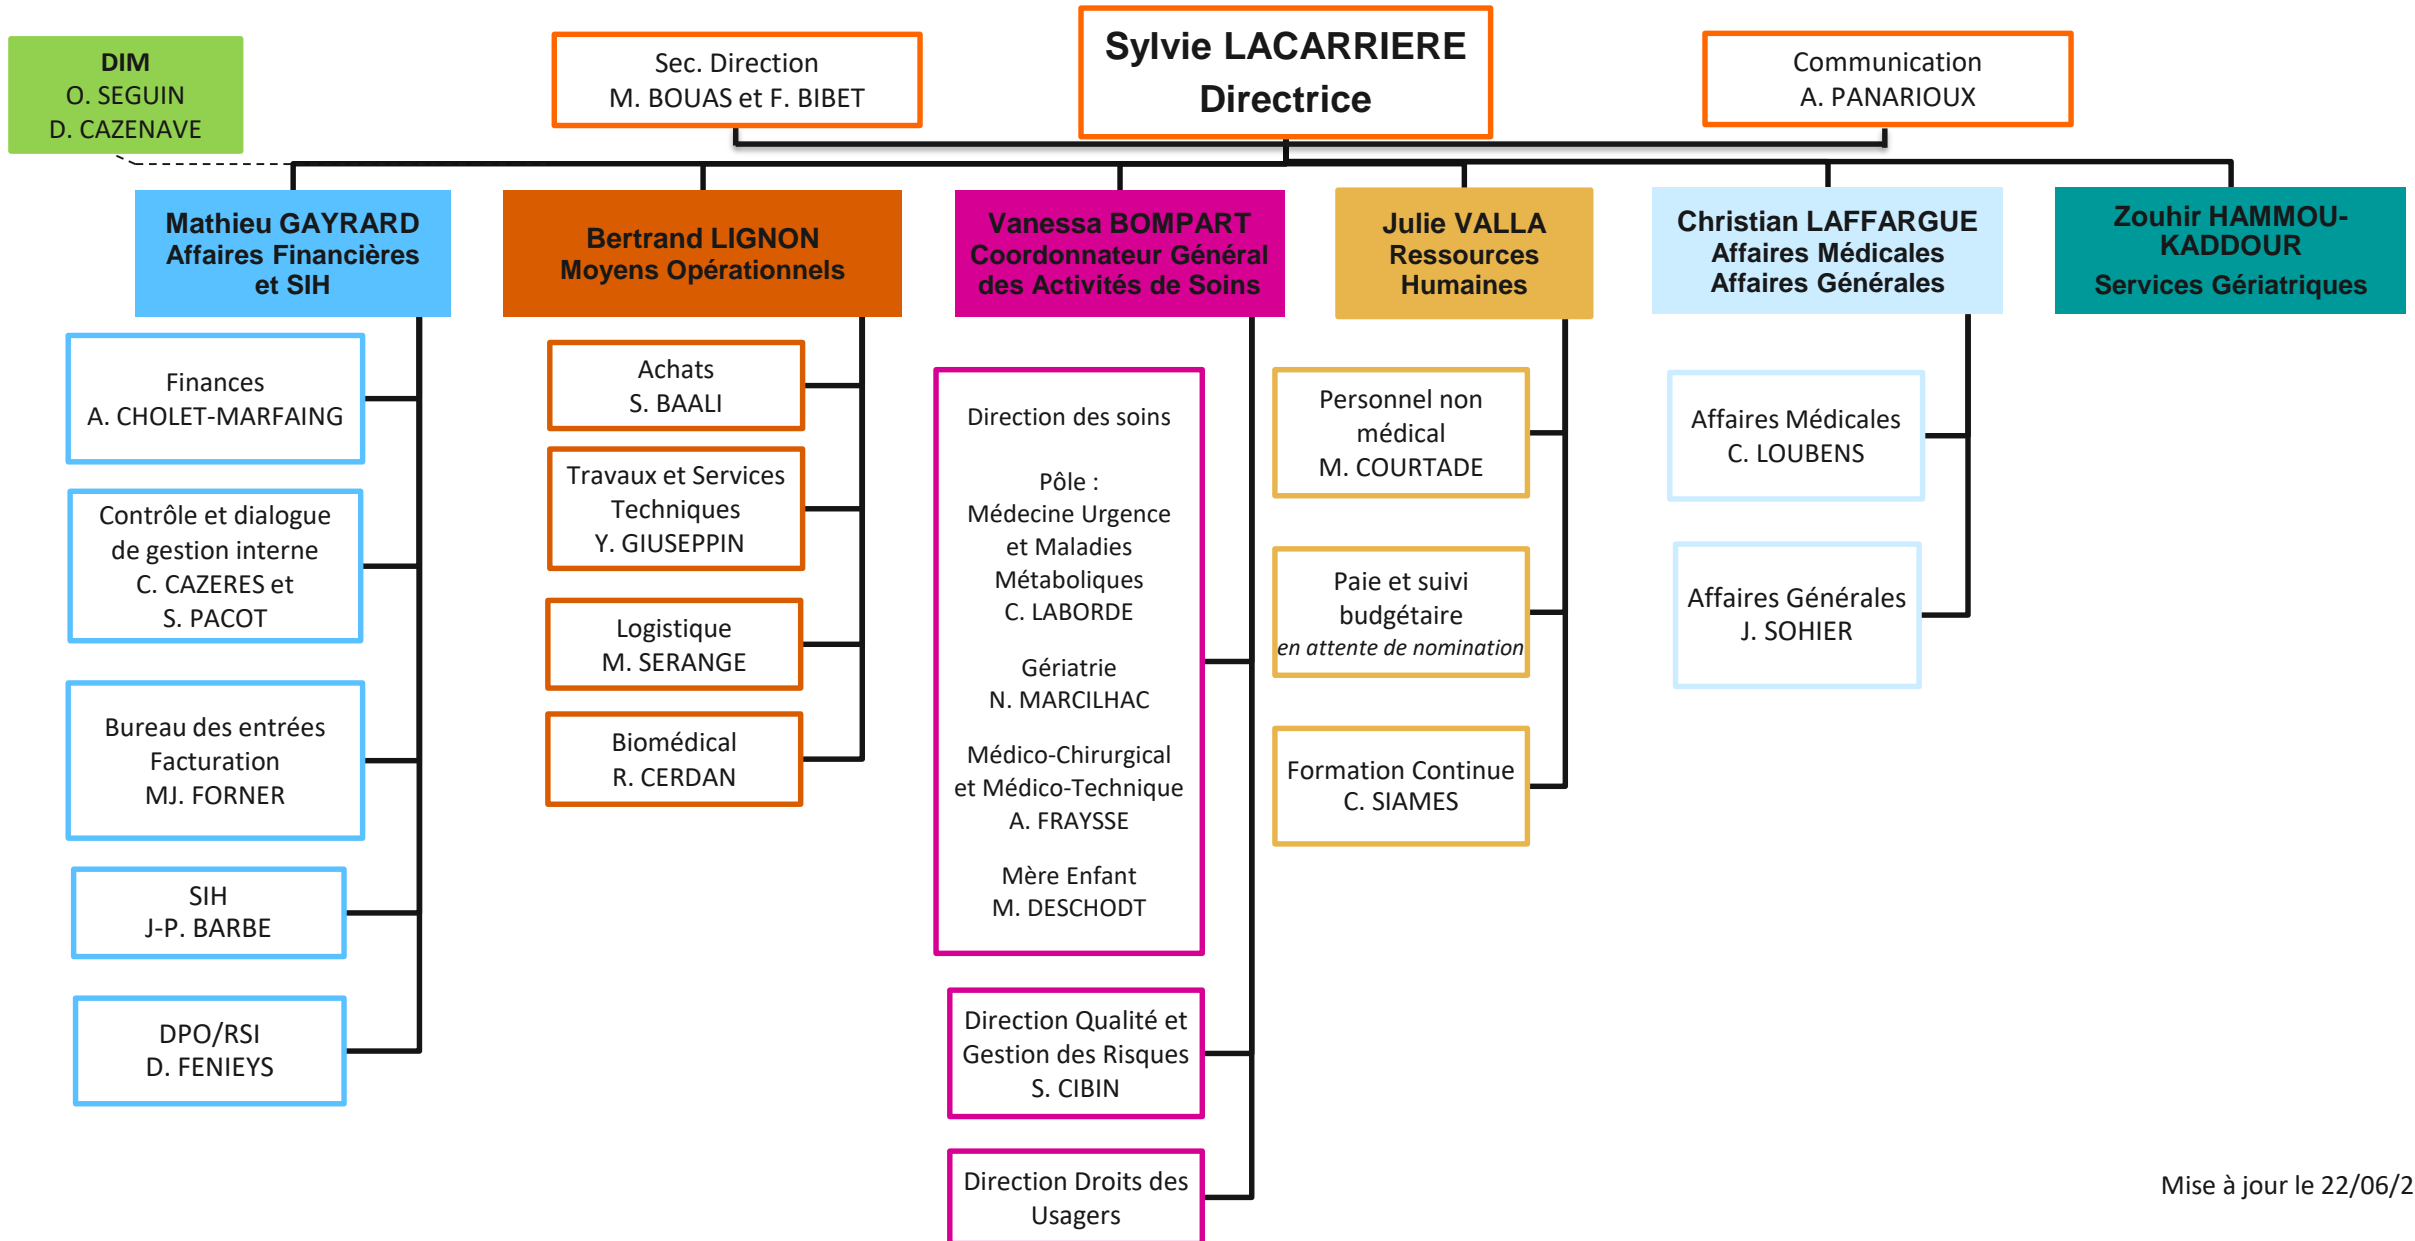 DIM
O. SEGUIN
D. CAZENAVE
Sec. Direction
M. BOUAS et F. BIBET
Sylvie LACARRIERE
Directrice
Communication
A. PANARIOUX
Mathieu GAYRARD
Affaires Financières
et SIH
Bertrand LIGNON
Moyens Opérationnels
Vanessa BOMPART
Coordonnateur Général
des Activités de Soins
Julie VALLA
Ressources
Humaines
Christian LAFFARGUE
Affaires Médicales
Affaires Générales
Zouhir HAMMOU-
KADDOUR
Services Gériatriques
Finances
A. CHOLET-MARFAING
Contrôle et dialogue
de gestion interne
C. CAZERES et
S. PACOT
Bureau des entrées
Facturation
MJ. FORNER
SIH
J-P. BARBE
DPO/RSI
D. FENIEYS
Achats
S. BAALI
Travaux et Services
Techniques
Y. GIUSEPPIN
Logistique
M. SERANGE
Biomédical
R. CERDAN
Direction des soins
Pôle :
Médecine Urgence
et Maladies
Métaboliques
C. LABORDE
Gériatrie
N. MARCILHAC
Médico-Chirurgical
et Médico-Technique
A. FRAYSSE
Mère Enfant
M. DESCHODT
Direction Qualité et
Gestion des Risques
S. CIBIN
Direction Droits des
Usagers
Personnel non
médical
M. COURTADE
Paie et suivi
budgétaire
en attente de nomination
Formation Continue
C. SIAMES
Affaires Médicales
C. LOUBENS
Affaires Générales
J. SOHIER
Mise à jour le 22/06/2